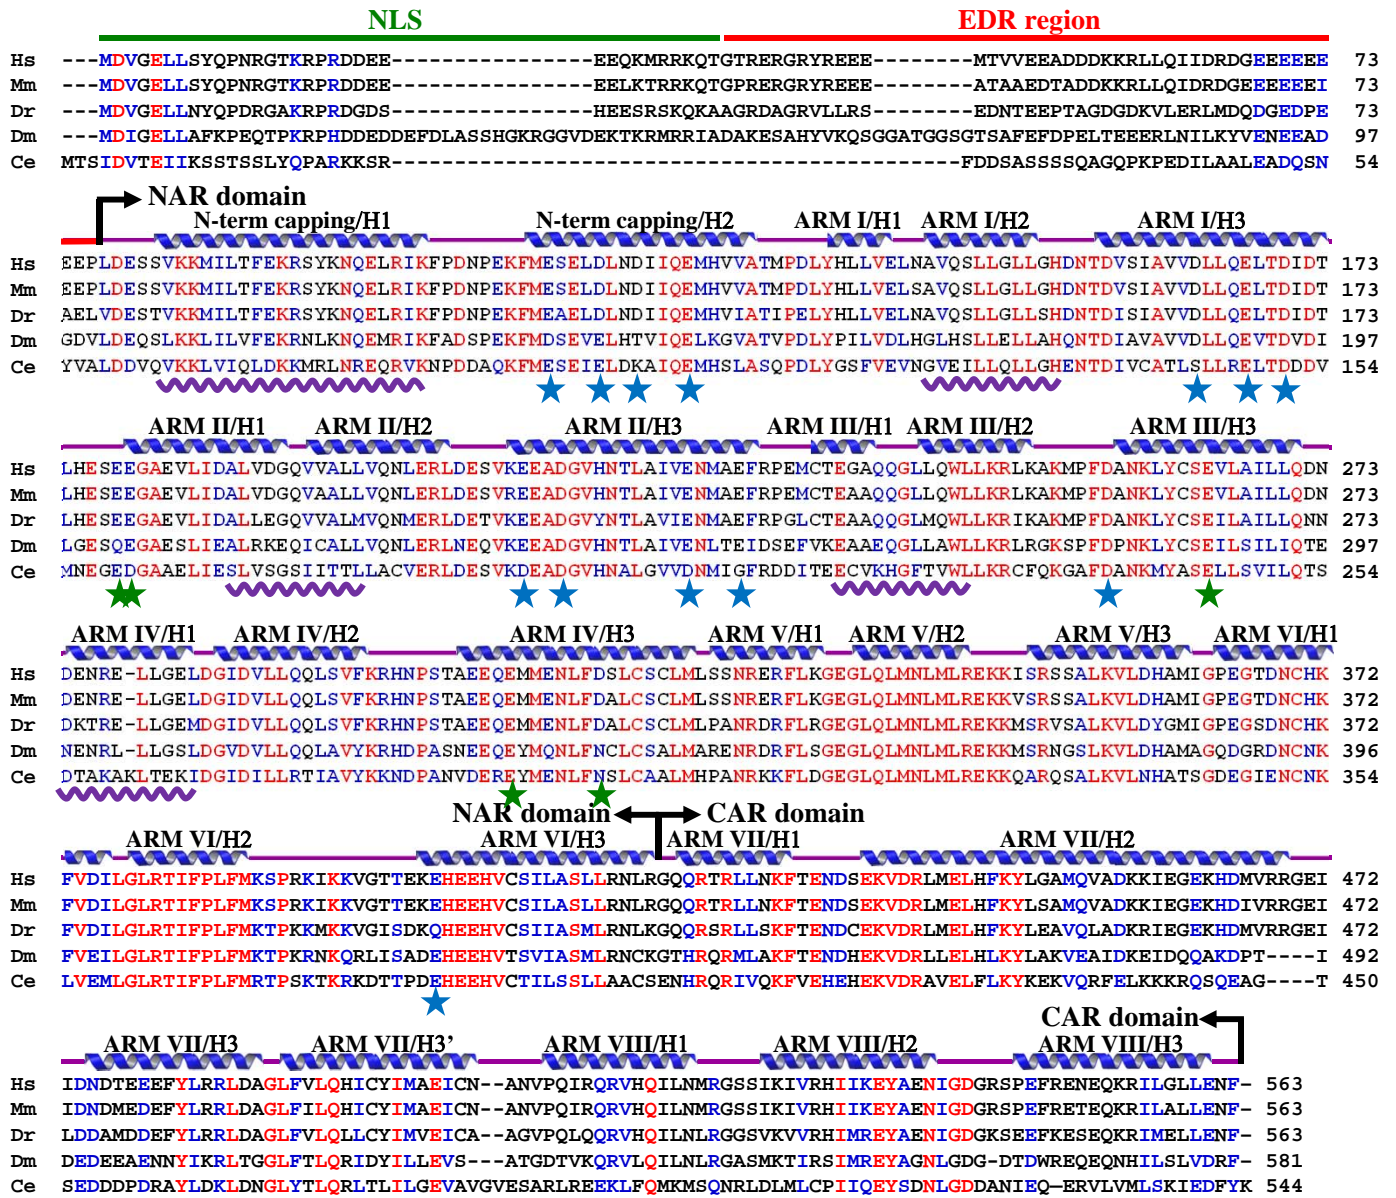 NLS EDR region
Hs ---MDVGELLSYQPNRGTKRPRDDEE----------------EEQKMRRKQTGTRERGRYREEE--------MTVVEEADDDKKRLLQIIDRDGEEEEEE 73
Mm ---MDVGELLSYQPNRGTKRPRDDEE----------------EELKTRRKQTGPRERGRYREEE--------ATAAEDTADDKKRLLQIIDRDGEEEEEI 73
Dr ---MDVGELLNYQPDRGAKRPRDGDS----------------HEESRSKQKAAGRDAGRVLLRS--------EDNTEEPTAGDGDKVLERLMDQDGEDPE 73
Dm ---MDIGELLAFKPEQTPKRPHDDEDDEFDLASSHGKRGGVDEKTKRMRRIADAKESAHYVKQSGGATGGSGTSAFEFDPELTEEERLNILKYVENEEAD 97
Ce MTSIDVTEIIKSSTSSLYQPARKKSR---------------------------------------------FDDSASSSSQAGQPKPEDILAALEADQSN 54
NAR domain
N-term capping/H1 N-term capping/H2 ARM I/H1 ARM I/H2 ARM I/H3
Hs EEPLDESSVKKMILTFEKRSYKNQELRIKFPDNPEKFMESELDLNDIIQEMHVVATMPDLYHLLVELNAVQSLLGLLGHDNTDVSIAVVDLLQELTDIDT 173
Mm EEPLDESSVKKMILTFEKRSYKNQELRIKFPDNPEKFMESELDLNDIIQEMHVVATMPDLYHLLVELSAVQSLLGLLGHDNTDVSIAVVDLLQELTDIDT 173
Dr AELVDESTVKKMILTFEKRSYKNQELRIKFPDNPEKFMEAELDLNDIIQEMHVIATIPELYHLLVELNAVQSLLGLLSHDNTDISIAVVDLLQELTDIDT 173
Dm GDVLDEQSLKKLILVFEKRNLKNQEMRIKFADSPEKFMDSEVELHTVIQELKGVATVPDLYPILVDLHGLHSLLELLAHQNTDIAVAVVDLLQEVTDVDI 197
Ce YVALDDVQVKKLVIQLDKKMRLNREQRVKNPDDAQKFMESEIELDKAIQEMHSLASQPDLYGSFVEVNGVEILLQLLGHENTDIVCATLSLLRELTDDDV 154
ARM II/H1 ARM II/H2 ARM II/H3 ARM III/H1 ARM III/H2 ARM III/H3
Hs LHESEEGAEVLIDALVDGQVVALLVQNLERLDESVKEEADGVHNTLAIVENMAEFRPEMCTEGAQQGLLQWLLKRLKAKMPFDANKLYCSEVLAILLQDN 273
Mm LHESEEGAEVLIDALVDGQVAALLVQNLERLDESVREEADGVHNTLAIVENMAEFRPEMCTEAAQQGLLQWLLKRLKAKMPFDANKLYCSEVLAILLQDN 273
Dr LHESEEGAEVLIDALLEGQVVALMVQNMERLDETVKEEADGVYNTLAVIENMAEFRPGLCTEAAQQGLMQWLLKRIKAKMPFDANKLYCSEILAILLQNN 273
Dm LGESQEGAESLIEALRKEQICALLVQNLERLNEQVKEEADGVHNTLAIVENLTEIDSEFVKEAAEQGLLAWLLKRLRGKSPFDPNKLYCSEILSILIQTE 297
Ce MNEGEDGAAELIESLVSGSIITTLLACVERLDESVKDEADGVHNALGVVDNMIGFRDDITEECVKHGFTVWLLKRCFQKGAFDANKMYASELLSVILQTS 254
ARM IV/H1 ARM IV/H2 ARM IV/H3 ARM V/H1 ARM V/H2 ARM V/H3 ARM VI/H1
Hs DENRE-LLGELDGIDVLLQQLSVFKRHNPSTAEEQEMMENLFDSLCSCLMLSSNRERFLKGEGLQLMNLMLREKKISRSSALKVLDHAMIGPEGTDNCHK 372
Mm DENRE-LLGELDGIDVLLQQLSVFKRHNPSTAEEQEMMENLFDALCSCLMLSSNRERFLKGEGLQLMNLMLREKKISRSSALKVLDHAMIGPEGTDNCHK 372
Dr DKTRE-LLGEMDGIDVLLQQLSVFKRHNPSTAEEQEMMENLFDALCSCLMLPANRDRFLRGEGLQLMNLMLREKKMSRVSALKVLDYGMIGPEGSDNCHK 372
Dm NENRL-LLGSLDGVDVLLQQLAVYKRHDPASNEEQEYMQNLFNCLCSALMARENRDRFLSGEGLQLMNLMLREKKMSRNGSLKVLDHAMAGQDGRDNCNK 396
Ce DTAKAKLTEKIDGIDILLRTIAVYKKNDPANVDEREYMENLFNSLCAALMHPANRKKFLDGEGLQLMNLMLREKKQARQSALKVLNHATSGDEGIENCNK 354
NAR domain CAR domain
ARM VI/H2 ARM VI/H3 ARM VII/H1 ARM VII/H2
Hs FVDILGLRTIFPLFMKSPRKIKKVGTTEKEHEEHVCSILASLLRNLRGQQRTRLLNKFTENDSEKVDRLMELHFKYLGAMQVADKKIEGEKHDMVRRGEI 472
Mm FVDILGLRTIFPLFMKSPRKIKKVGTTEKEHEEHVCSILASLLRNLRGQQRTRLLNKFTENDSEKVDRLMELHFKYLSAMQVADKKIEGEKHDIVRRGEI 472
Dr FVDILGLRTIFPLFMKTPKKMKKVGISDKQHEEHVCSIIASMLRNLKGQQRSRLLSKFTENDCEKVDRLMELHFKYLEAVQLADKRIEGEKHDMVRRGEI 472
Dm FVEILGLRTIFPLFMKTPKRNKQRLISADEHEEHVTSVIASMLRNCKGTHRQRMLAKFTENDHEKVDRLLELHLKYLAKVEAIDKEIDQQAKDPT----I 492
Ce LVEMLGLRTIFPLFMRTPSKTKRKDTTPDEHEEHVCTILSSLLAACSENHRQRIVQKFVEHEHEKVDRAVELFLKYKEKVQRFELKKKRQSQEAG----T 450
CAR domain
ARM VII/H3 ARM VII/H3’ ARM VIII/H1 ARM VIII/H2 ARM VIII/H3
Hs IDNDTEEEFYLRRLDAGLFVLQHICYIMAEICN--ANVPQIRQRVHQILNMRGSSIKIVRHIIKEYAENIGDGRSPEFRENEQKRILGLLENF- 563
Mm IDNDMEDEFYLRRLDAGLFILQHICYIMAEICN--ANVPQIRQRVHQILNMRGSSIKIVRHIIKEYAENIGDGRSPEFRETEQKRILALLENF- 563
Dr LDDAMDDEFYLRRLDAGLFVLQLLCYIMVEICA--AGVPQLQQRVHQILNLRGGSVKVVRHIMREYAENIGDGKSEEFKESEQKRIMELLENF- 563
Dm DEDEEAENNYIKRLTGGLFTLQRIDYILLEVS---ATGDTVKQRVLQILNLRGASMKTIRSIMREYAGNLGDG-DTDWREQEQNHILSLVDRF- 581
Ce SEDDDPDRAYLDKLDNGLYTLQRLTLILGEVAVGVESARLREEKLFQMKMSQNRLDLMLCPIIQEYSDNLGDDANIEQ-ERVLVMLSKIEDFYK 544